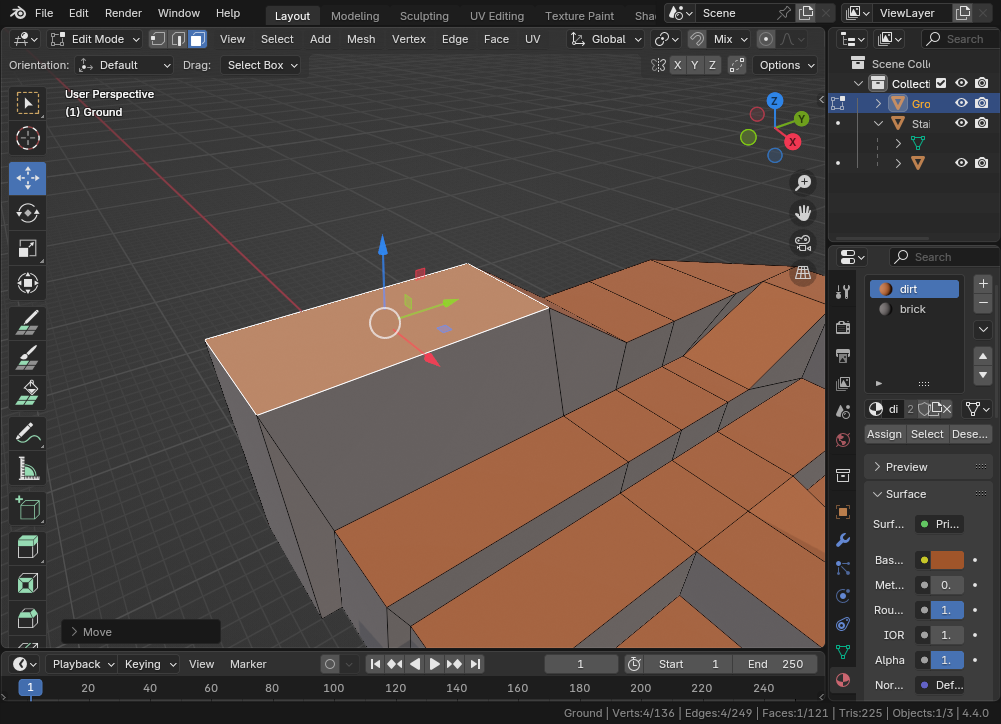 File Edit Render Window Help Layout Modeling Sculpting UV Editing Texture Paint Sha Scene ViewLayer
Edit Mode View Select Add Mesh Vertex Edge Face UV Global Mix Search
Orientation: Default Drag: Select Box X Y Z Options
Scene Colle
Collecti
Gro
Stai
User Perspective
(1) Ground
Z
Y
X
Search
dirt
brick
di 2
Assign Select Dese...
Preview
Surface
Surf... Pri...
Bas...
Met... 0.
Rou... 1.
IOR 1.
Alpha 1.
Nor... Def...
Move
Playback Keying View Marker 1 Start 1 End 250
1 20 40 60 80 100 120 140 160 180 200 220 240
Ground | Verts:4/136 | Edges:4/249 | Faces:1/121 | Tris:225 | Objects:1/3 | 4.4.0